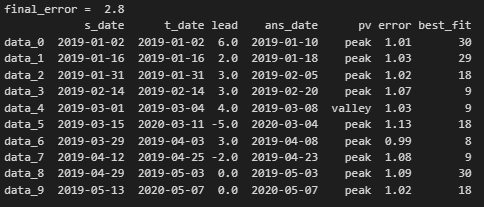 final_error = 2.8
s_date t_date lead ans_date pv error best_fit
data_0 2019-01-02 2019-01-02 6.0 2019-01-10 peak 1.01 30
data_1 2019-01-16 2019-01-16 2.0 2019-01-18 peak 1.03 29
data_2 2019-01-31 2019-01-31 3.0 2019-02-05 peak 1.02 18
data_3 2019-02-14 2019-02-14 3.0 2019-02-20 peak 1.07 9
data_4 2019-03-01 2019-03-04 4.0 2019-03-08 valley 1.03 9
data_5 2019-03-15 2020-03-11 -5.0 2020-03-04 peak 1.13 18
data_6 2019-03-29 2019-04-03 3.0 2019-04-08 peak 0.99 8
data_7 2019-04-12 2019-04-25 -2.0 2019-04-23 peak 1.08 9
data_8 2019-04-29 2019-05-03 0.0 2019-05-03 peak 1.09 30
data_9 2019-05-13 2020-05-07 0.0 2020-05-07 peak 1.02 18